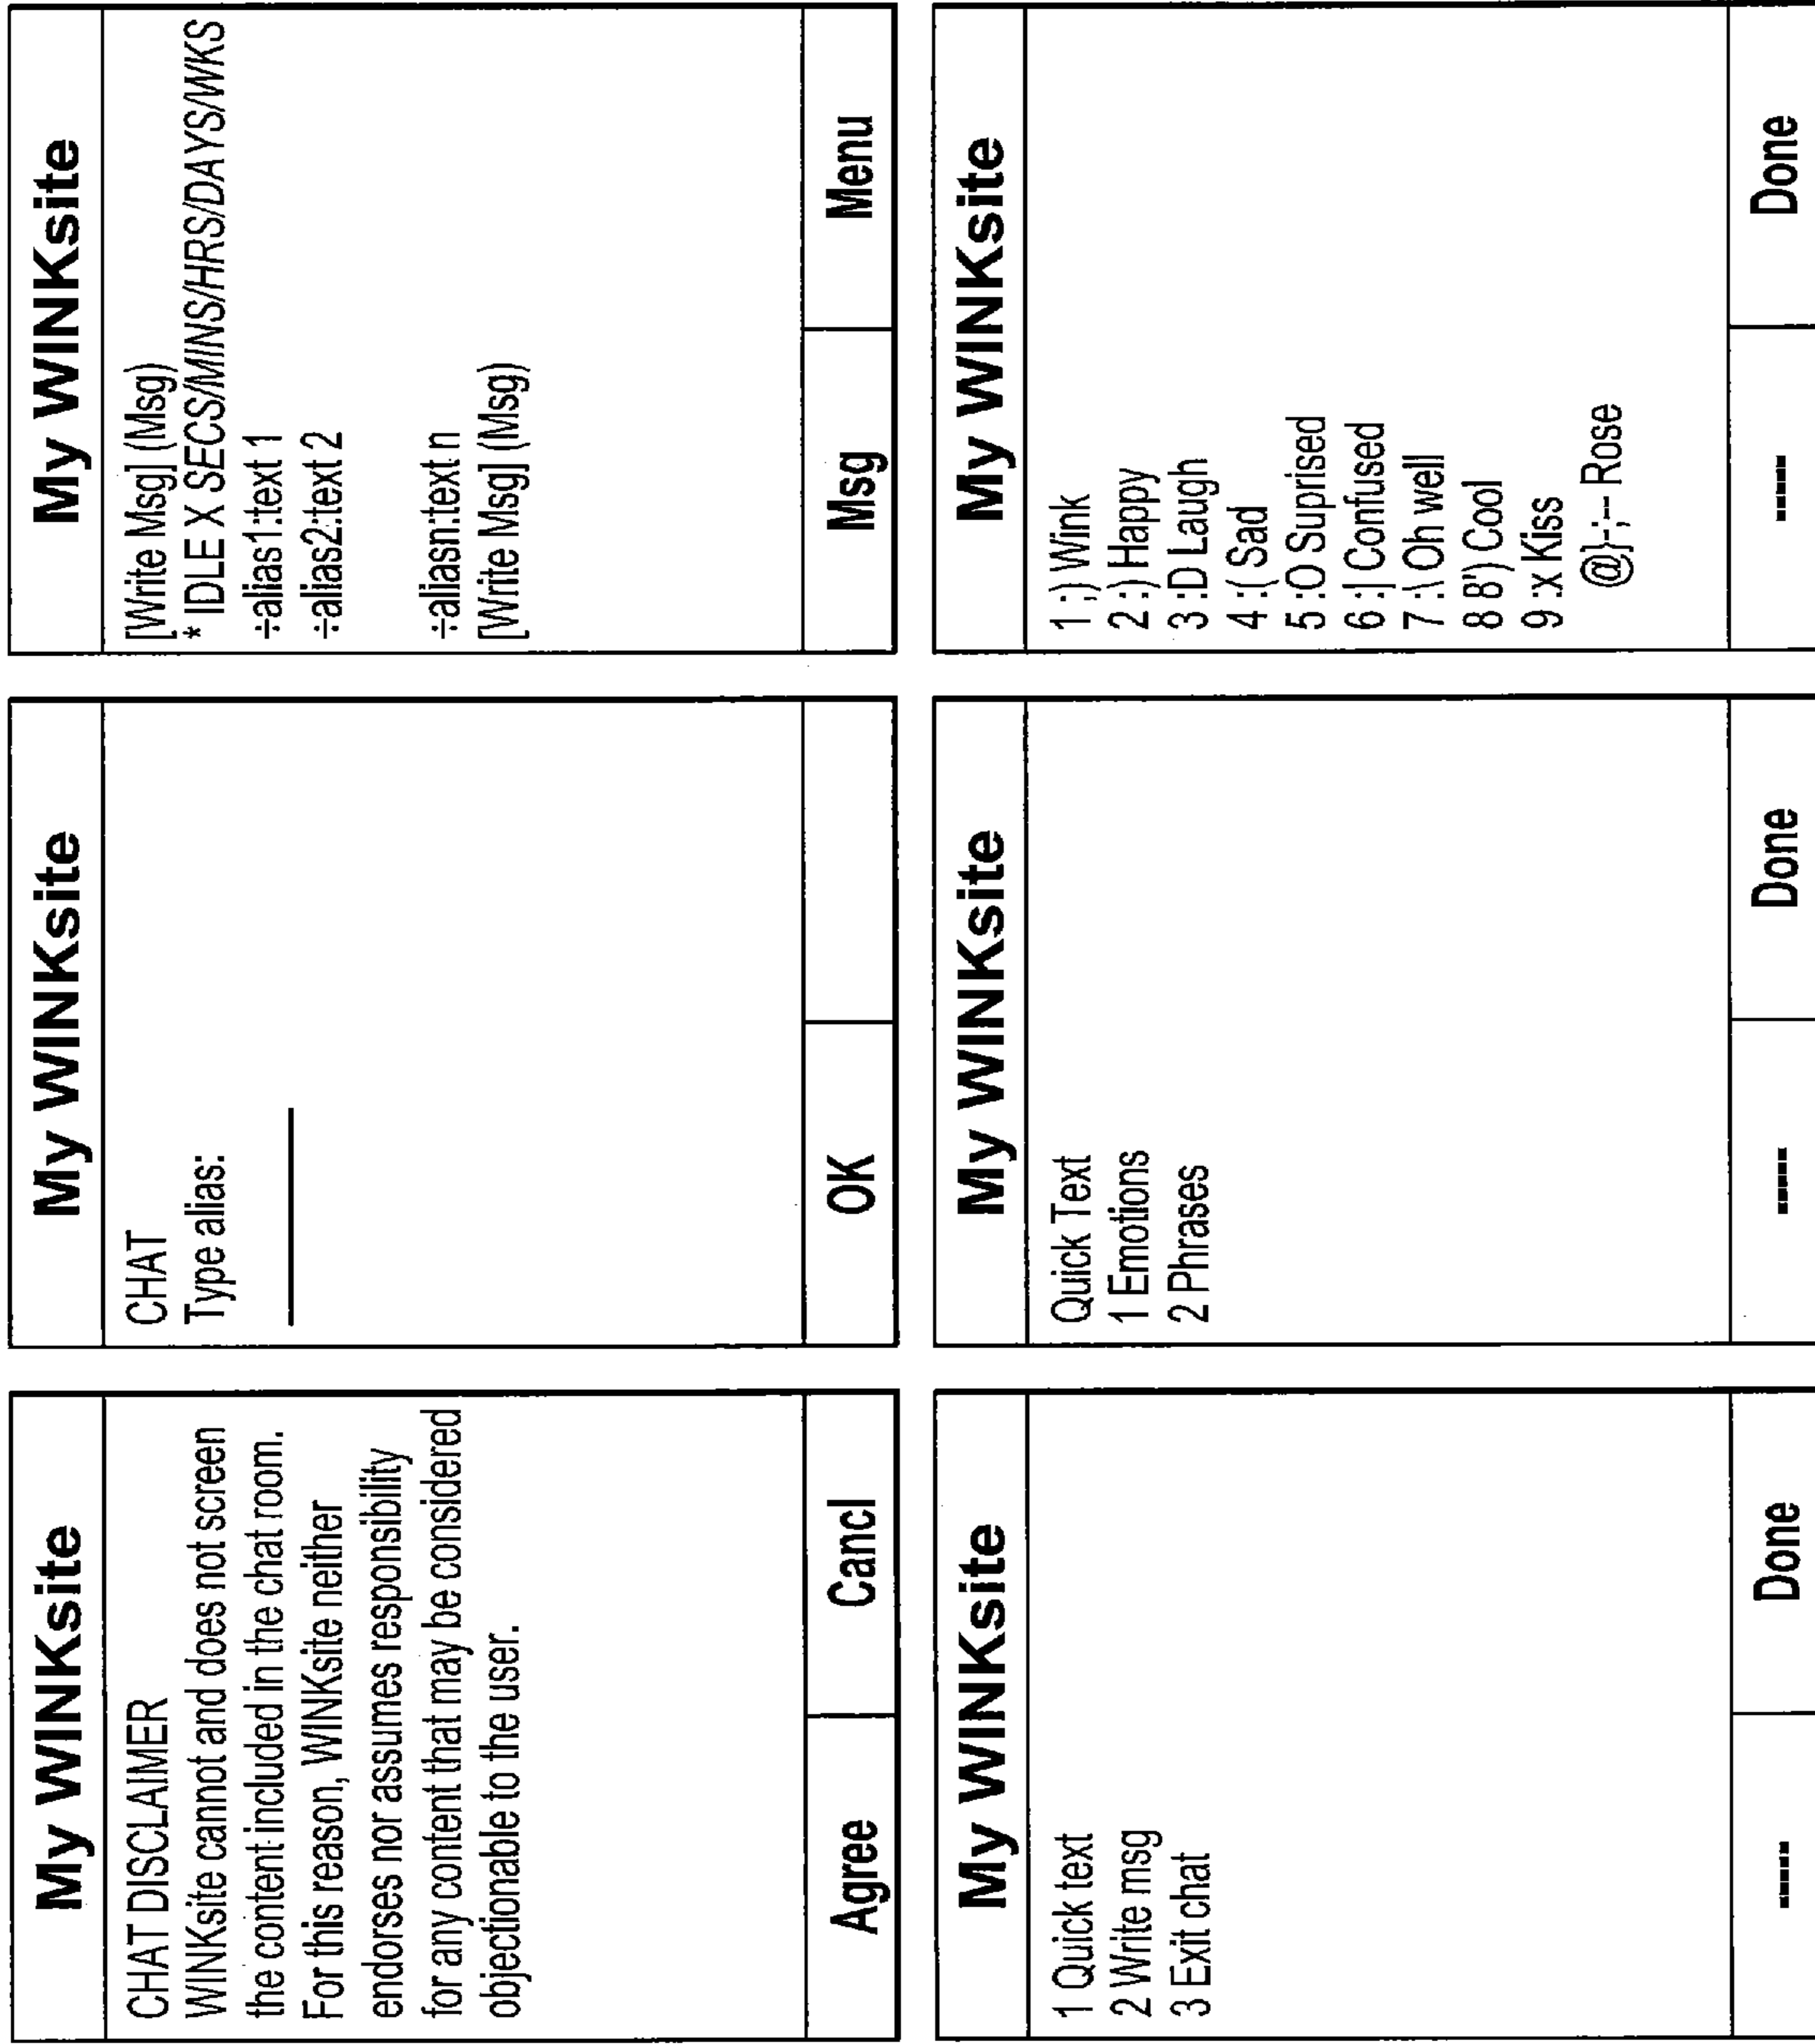 My WINKsite
CHAT DISCLAIMER
WINKsite cannot and does not screen
the content included in the chat room.
For this reason, WINKsite neither
endorses nor assumes responsibility
for any content that may be considered
objectionable to the user.
Agree
Cancl
My WINKsite
CHAT
Type alias:
OK
My WINKsite
[Write Msg] (Msg)
* IDLE X SECS/MINS/HRS/DAYS/WKS
÷alias1:text 1
÷alias2:text 2
÷aliasn:text n
[Write Msg] (Msg)
Msg
Menu
My WINKsite
1 Quick text
2 Write msg
3 Exit chat
-----
Done
My WINKsite
Quick Text
1 Emotions
2 Phrases
-----
Done
My WINKsite
1 ;) Wink
2 :) Happy
3 :D Laugh
4 :( Sad
5 :O Suprised
6 :] Confused
7 :\ Oh well
8 8') Cool
9 :x Kiss
@}-;-- Rose
-----
Done